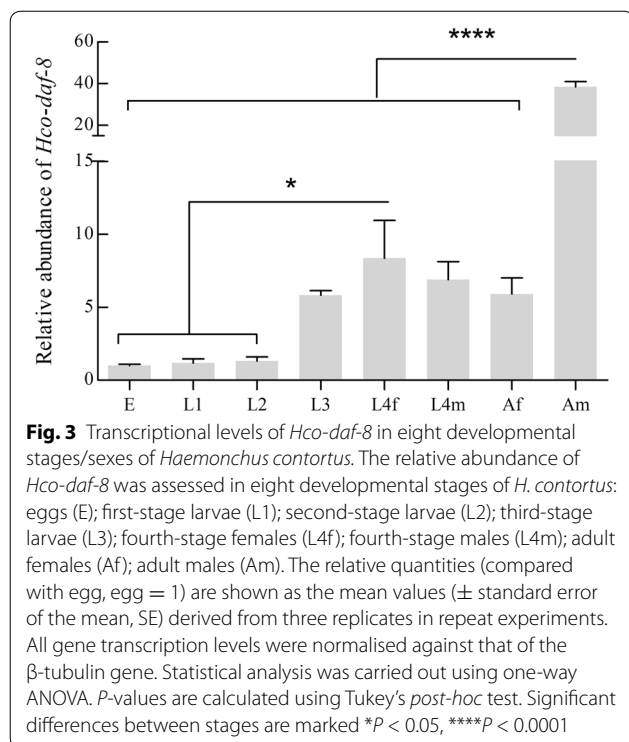 ****
60
40
20
15
10
5
0
*
Relative abundance of Hco-daf-8
E L1 L2 L3 L4f L4m Af Am
Fig. 3 Transcriptional levels of Hco-daf-8 in eight developmental
stages/sexes of Haemonchus contortus. The relative abundance of
Hco-daf-8 was assessed in eight developmental stages of H. contortus:
eggs (E); first-stage larvae (L1); second-stage larvae (L2); third-stage
larvae (L3); fourth-stage females (L4f); fourth-stage males (L4m); adult
females (Af); adult males (Am). The relative quantities (compared
with egg, egg = 1) are shown as the mean values (± standard error
of the mean, SE) derived from three replicates in repeat experiments.
All gene transcription levels were normalised against that of the
β-tubulin gene. Statistical analysis was carried out using one-way
ANOVA. P-values are calculated using Tukey's post-hoc test. Significant
differences between stages are marked *P < 0.05, ****P < 0.0001